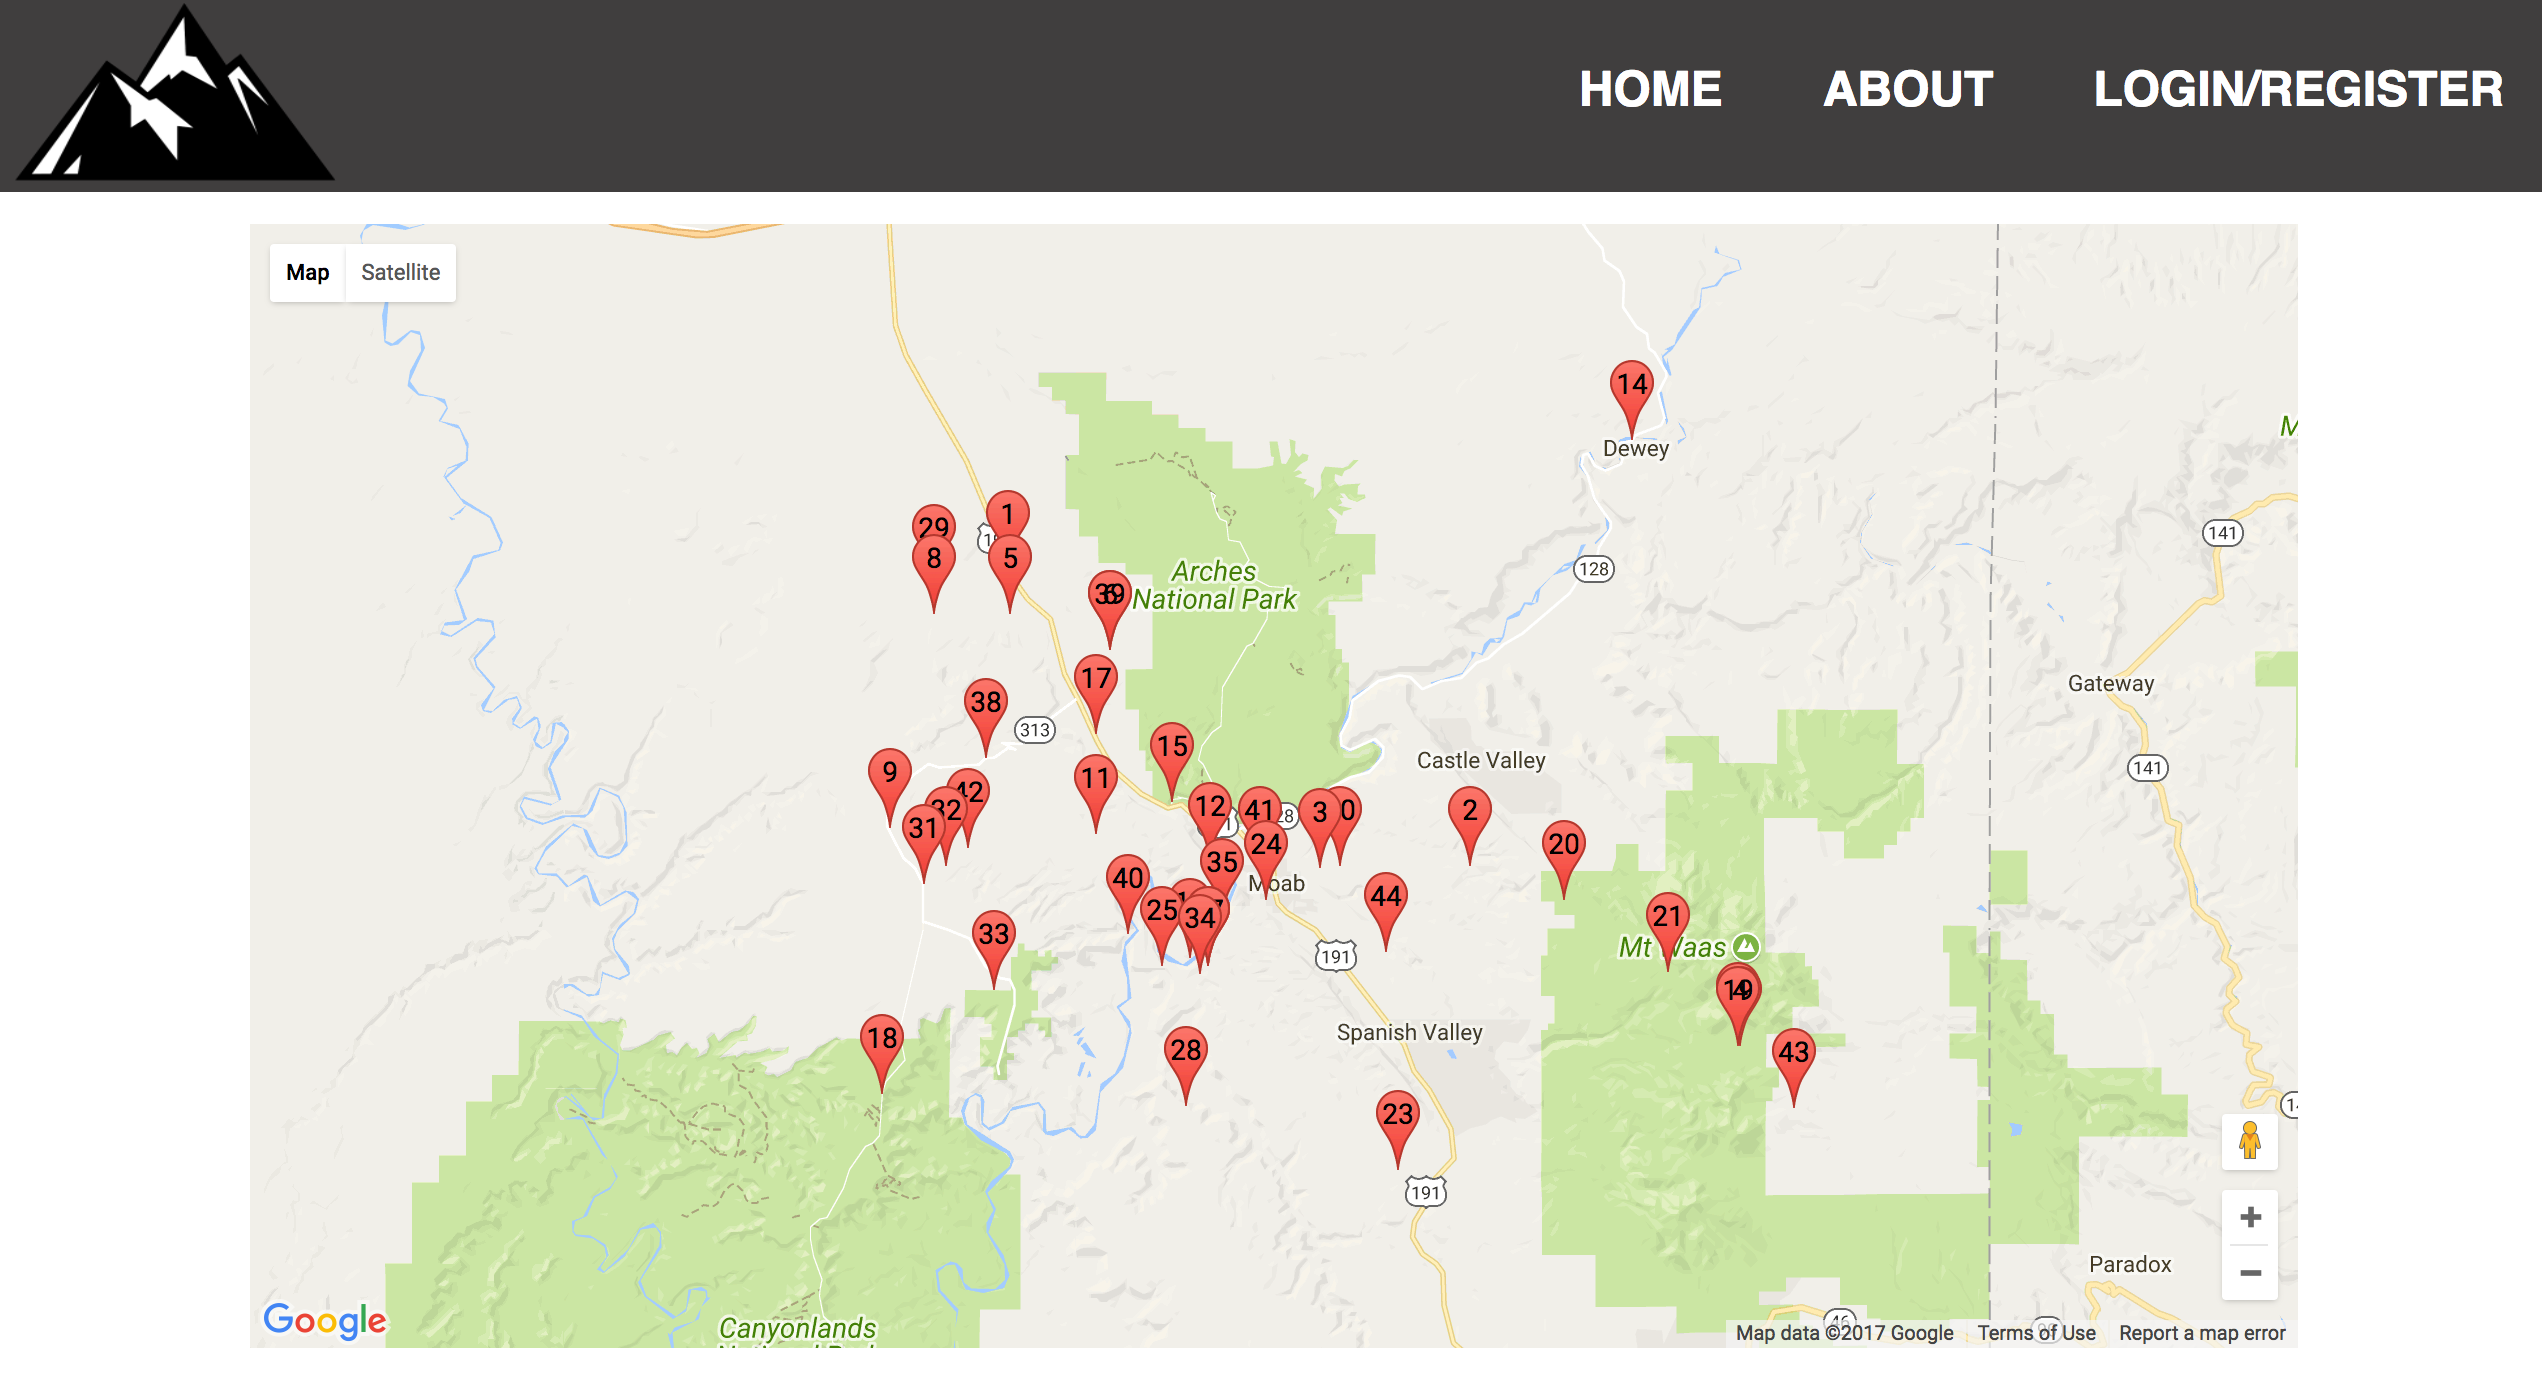 HOME ABOUT LOGIN/REGISTER
Map Satellite
14
Dewey
1
29
141
8
5
128
Arches
National Park
17
Gateway
38
313
15
Castle Valley
141
9
11
42
32
12
41
3
2
31
24
20
35
40
Moab
44
25
34
21
33
Mt Waas
191
18
Spanish Valley
28
43
23
191
Paradox
Google
Canyonlands
46
Map data ©2017 Google Terms of Use Report a map error